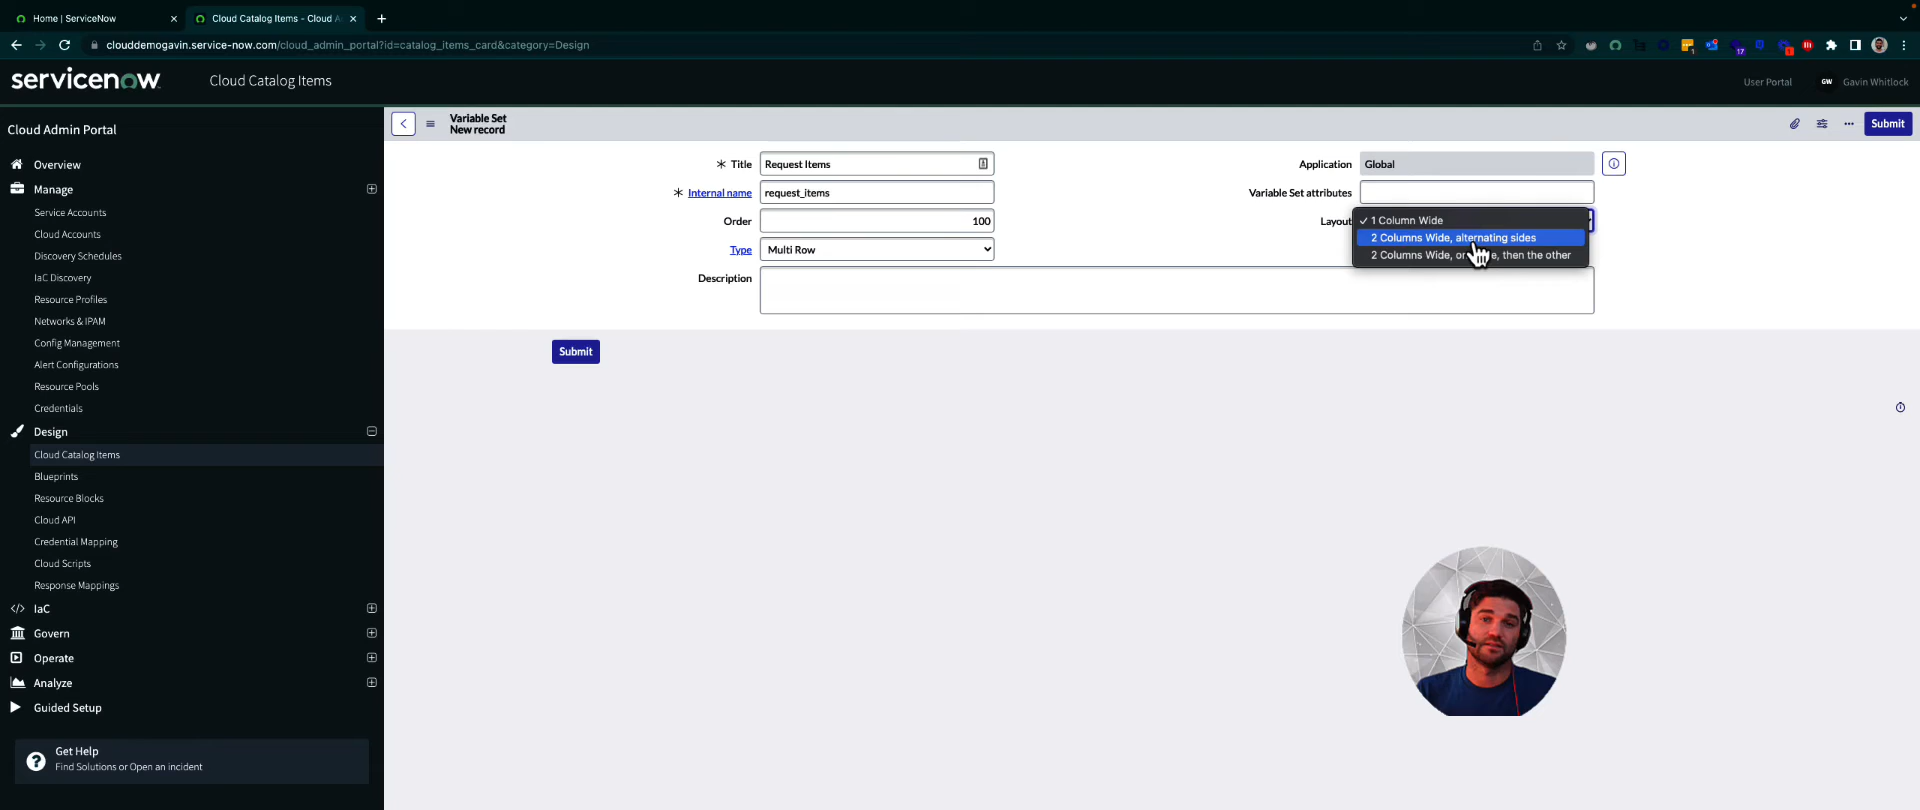 Home | ServiceNow
Cloud Catalog Items - Cloud A
clouddemogavin.service-now.com/cloud_admin_portal?id=catalog_items_card&category=Design
17
servicenow
Cloud Catalog Items
User Portal
GW
Gavin Whitlock
Cloud Admin Portal
Overview
Manage
Service Accounts
Cloud Accounts
Discovery Schedules
IaC Discovery
Resource Profiles
Networks & IPAM
Config Management
Alert Configurations
Resource Pools
Credentials
Design
Cloud Catalog Items
Blueprints
Resource Blocks
Cloud API
Credential Mapping
Cloud Scripts
Response Mappings
IaC
Govern
Operate
Analyze
Guided Setup
Get Help
Find Solutions or Open an incident
Variable Set
New record
Submit
Title
Request Items
Internal name
request_items
Order
100
Type
Multi Row
Description
Application
Global
Variable Set attributes
Layout
1 Column Wide
2 Columns Wide, alternating sides
2 Columns Wide, then the other
Submit